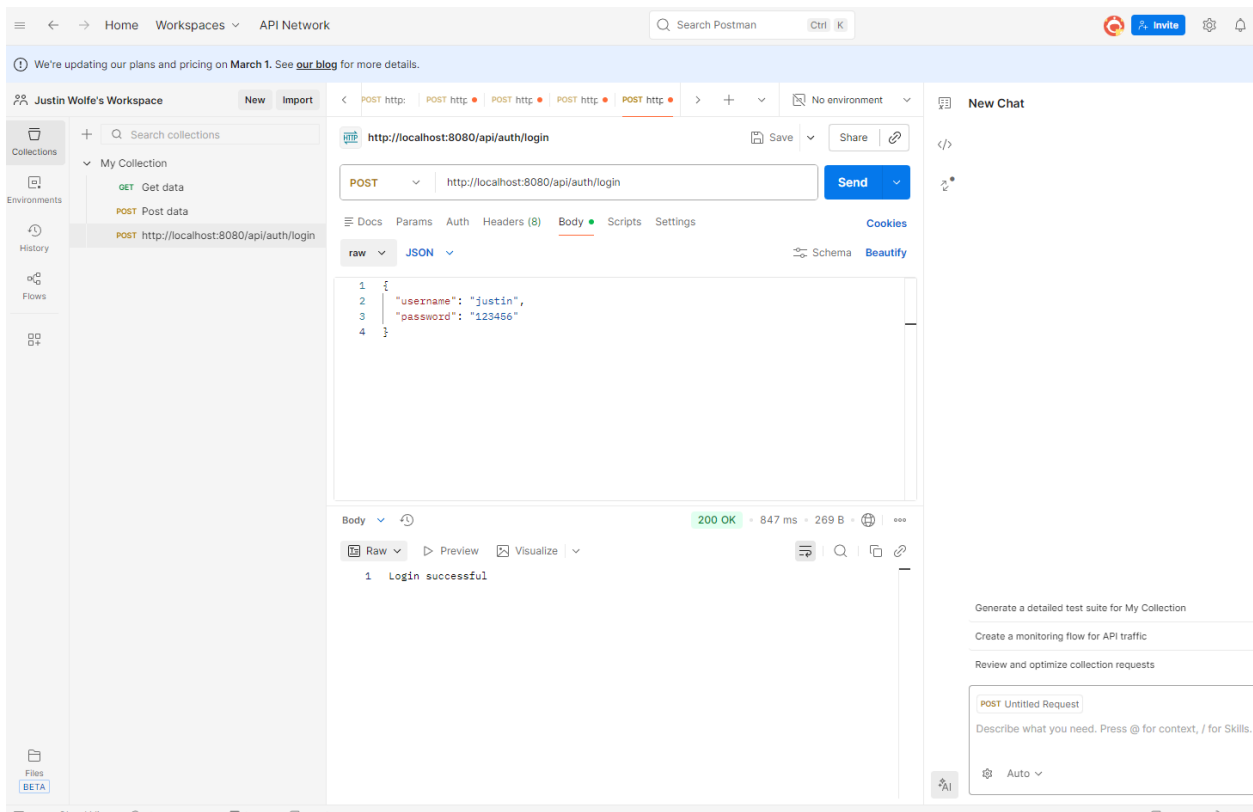 Home Workspaces API Network Search Postman Ctrl K Invite
We're updating our plans and pricing on March 1. See our blog for more details.
Justin Wolfe's Workspace New Import
POST http: POST http POST http POST http POST http No environment
New Chat
Collections
Environments
History
Flows
Files
BETA
Search collections
My Collection
GET Get data
POST Post data
POST http://localhost:8080/api/auth/login
HTTP http://localhost:8080/api/auth/login Save Share
POST http://localhost:8080/api/auth/login Send
Docs Params Auth Headers (8) Body Scripts Settings Cookies
raw JSON Schema Beautify
1 {
2 "username": "justin",
3 "password": "123456"
4 }
Body 200 OK 847 ms 269 B
Raw Preview Visualize
1 Login successful
Generate a detailed test suite for My Collection
Create a monitoring flow for API traffic
Review and optimize collection requests
POST Untitled Request
Describe what you need. Press @ for context, / for Skills.
Auto
AI